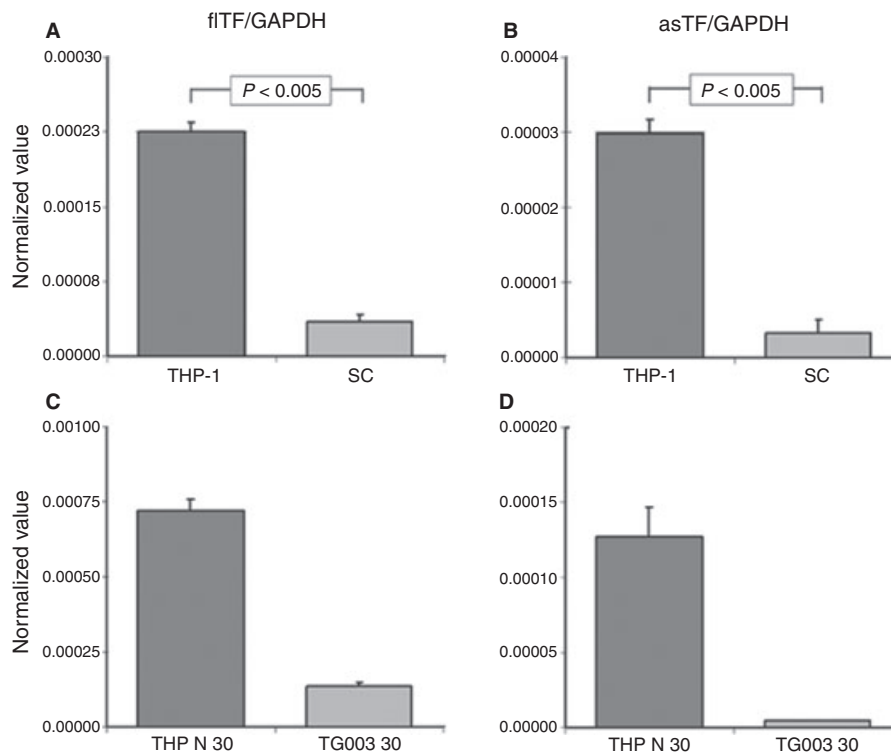 A
flTF/GAPDH
0.00030
0.00023
0.00015
0.00008
0.00000
Normalized value
P < 0.005
THP-1
SC
B
asTF/GAPDH
0.00004
0.00003
0.00002
0.00001
0.00000
P < 0.005
THP-1
SC
C
0.00100
0.00075
0.00050
0.00025
0.00000
Normalized value
THP N 30
TG003 30
D
0.00020
0.00015
0.00010
0.00005
0.00000
THP N 30
TG003 30